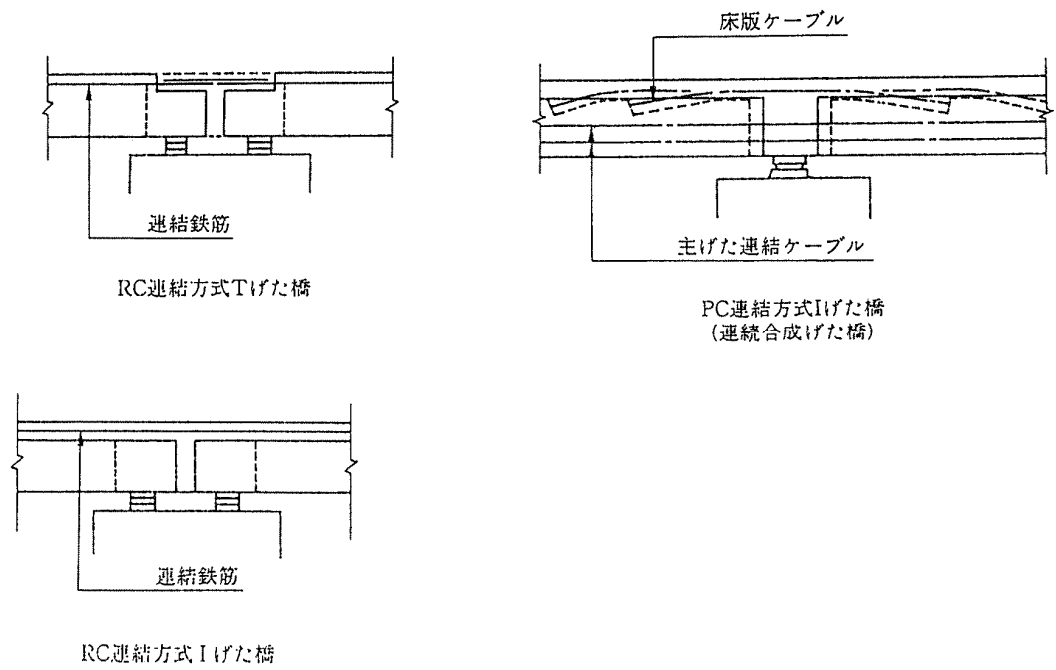 床版ケーブル
連結鉄筋
主げた連結ケーブル
RC連結方式Tげた橋
PC連結方式Iげた橋
(連続合成げた橋)
連結鉄筋
RC連結方式Iげた橋